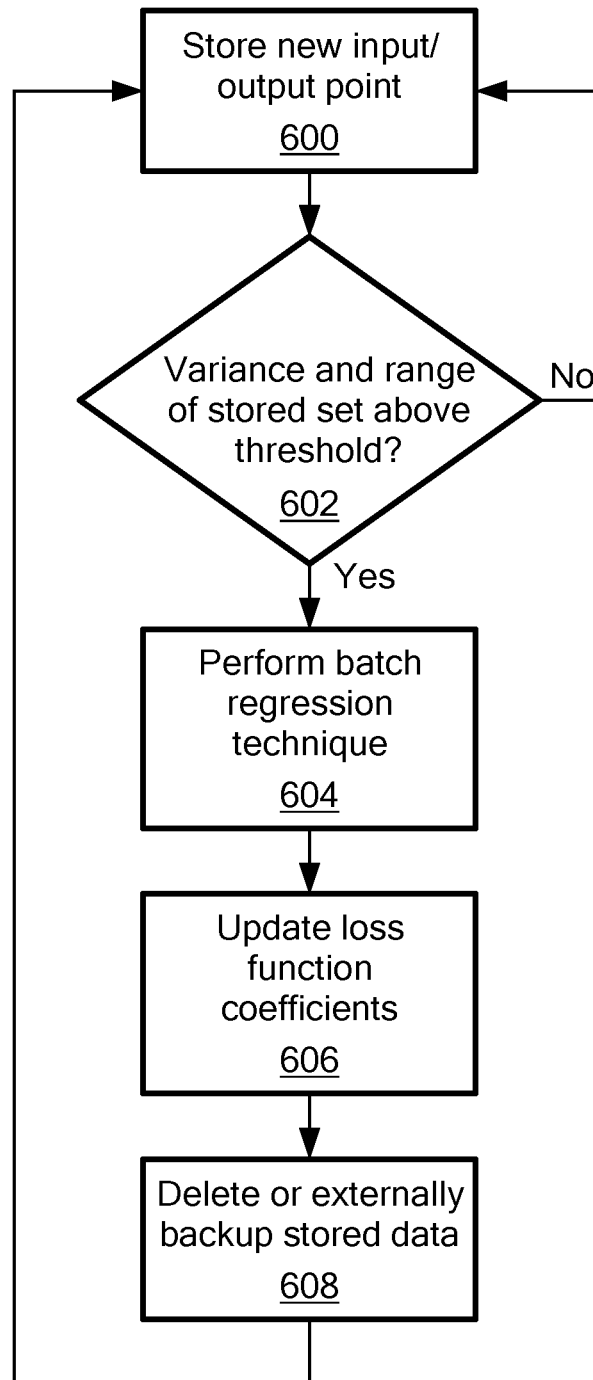 Store new input/
output point
600
Variance and range
of stored set above
threshold?
602
No
Yes
Perform batch
regression
technique
604
Update loss
function
coefficients
606
Delete or externally
backup stored data
608